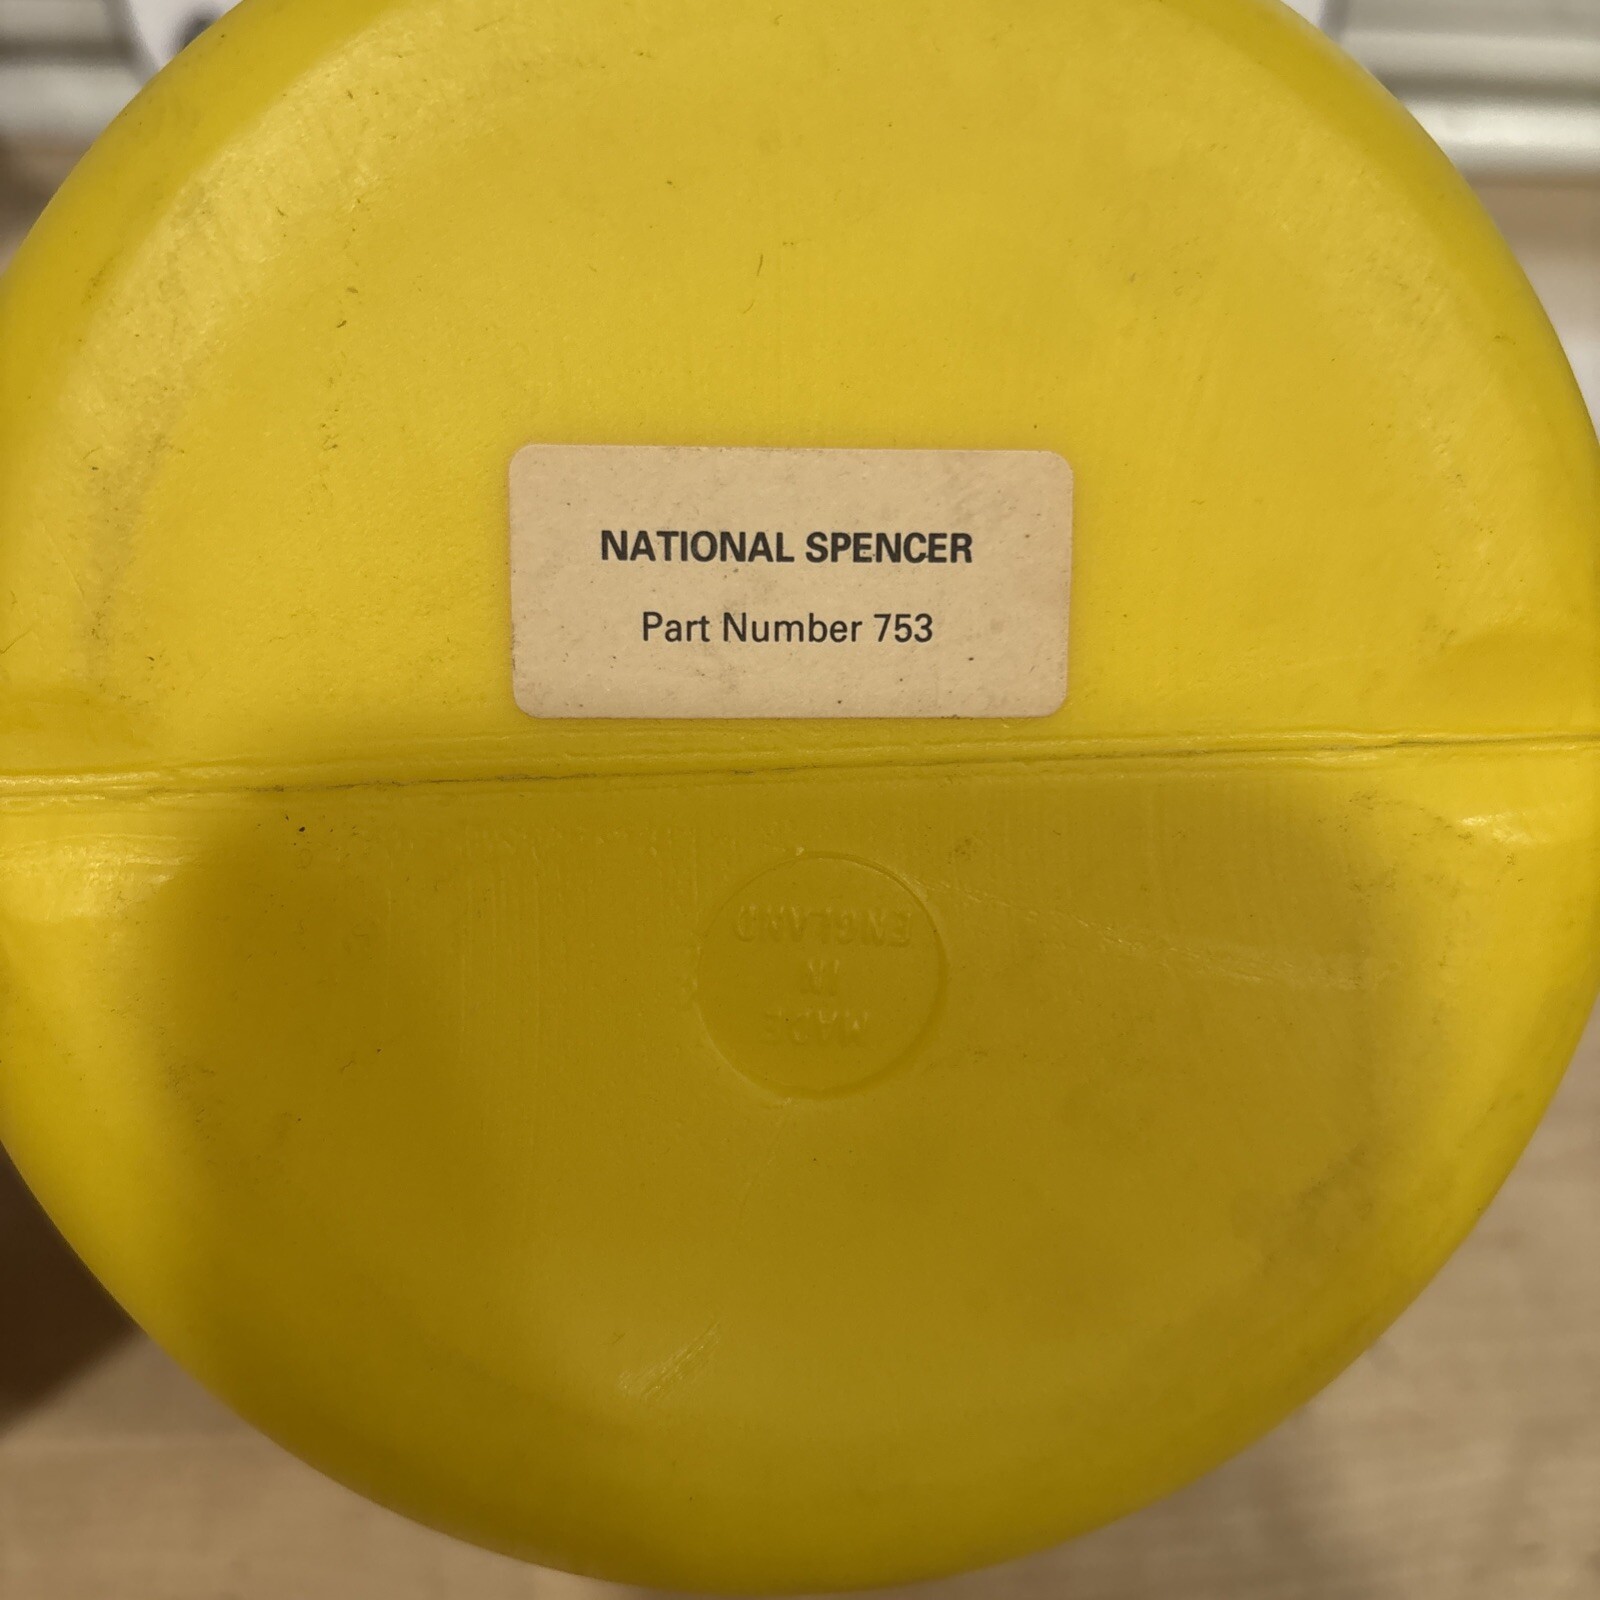 NATIONAL SPENCER
Part Number 753
MADE
IN
ENGLAND